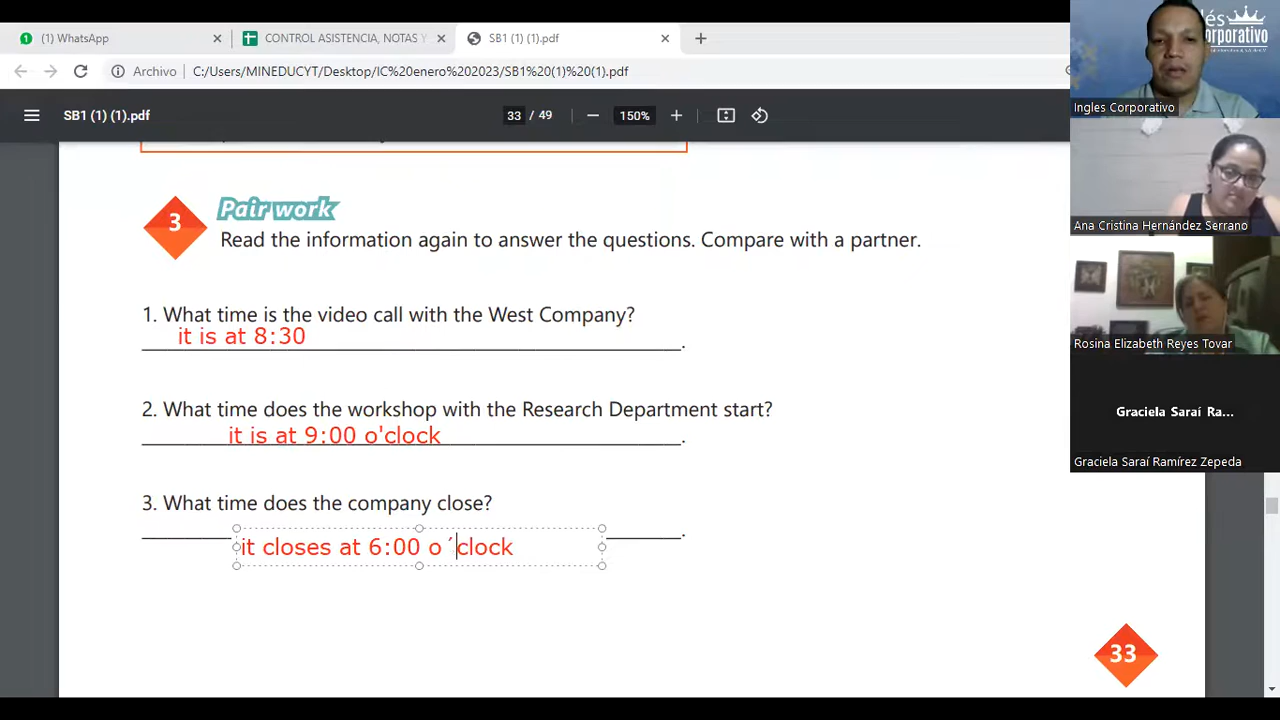 (1) WhatsApp
CONTROL ASISTENCIA, NOTAS Y
SB1 (1) (1).pdf
Archivo
C:/Users/MINEDUCYT/Desktop/IC%20enero%202023/SB1%20(1)%20(1).pdf
SB1 (1) (1).pdf
33 / 49
150%
3
Pair work
Read the information again to answer the questions. Compare with a partner.
1. What time is the video call with the West Company?
it is at 8:30
2. What time does the workshop with the Research Department start?
it is at 9:00 o'clock
3. What time does the company close?
it closes at 6:00 o´clock
33
Ingles Corporativo
Ana Cristina Hernández Serrano
Rosina Elizabeth Reyes Tovar
Graciela Saraí Ra...
Graciela Saraí Ramírez Zepeda